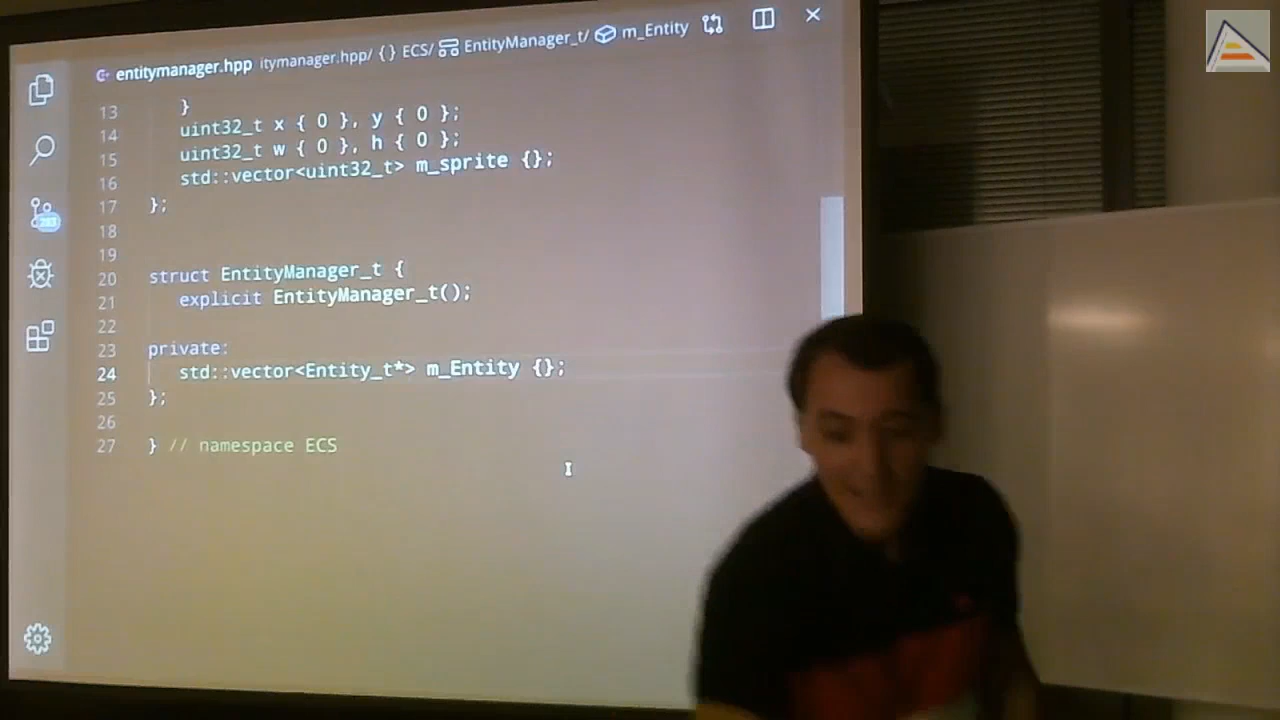 entitymanager.hpp itymanager.hpp/ {} ECS/ EntityManager_t/ m_Entity
13 }
14 uint32_t x { 0 }, y { 0 };
15 uint32_t w { 0 }, h { 0 };
16 std::vector<uint32_t> m_sprite {};
17 };
18
19
20 struct EntityManager_t {
21 explicit EntityManager_t();
22
23 private:
24 std::vector<Entity_t*> m_Entity {};
25 };
26
27 } // namespace ECS